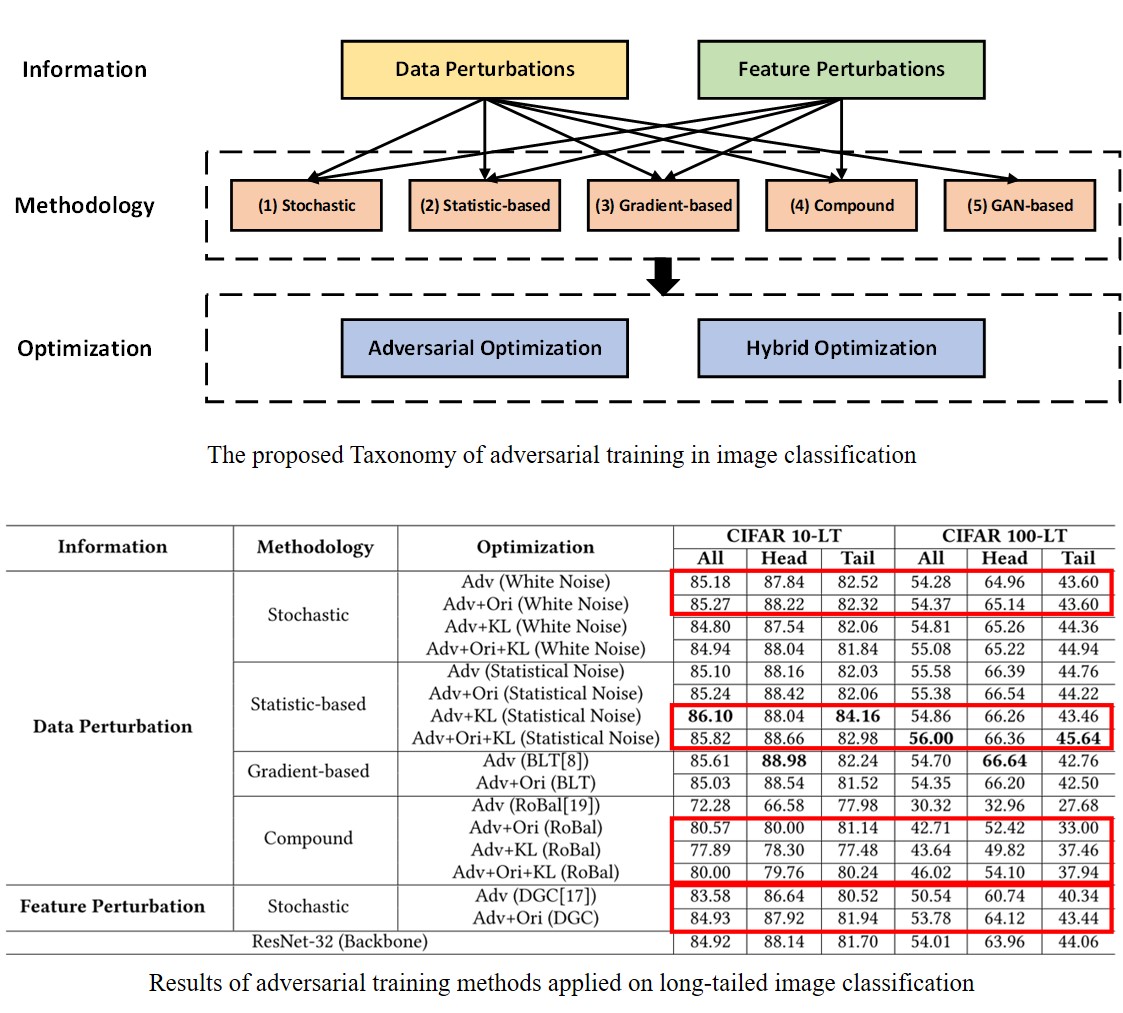 Information
Data Perturbations
Feature Perturbations
Methodology
(1) Stochastic
(2) Statistic-based
(3) Gradient-based
(4) Compound
(5) GAN-based
Optimization
Adversarial Optimization
Hybrid Optimization
The proposed Taxonomy of adversarial training in image classification
Information Methodology Optimization CIFAR 10-LT CIFAR 100-LT
All Head Tail All Head Tail
Data Perturbation
Stochastic
Adv (White Noise) 85.18 87.84 82.52 54.28 64.96 43.60
Adv+Ori (White Noise) 85.27 88.22 82.32 54.37 65.14 43.60
Adv+KL (White Noise) 84.80 87.54 82.06 54.81 65.26 44.36
Adv+Ori+KL (White Noise) 84.94 88.04 81.84 55.08 65.22 44.94
Statistic-based
Adv (Statistical Noise) 85.10 88.16 82.03 55.58 66.39 44.76
Adv+Ori (Statistical Noise) 85.24 88.42 82.06 55.38 66.54 44.22
Adv+KL (Statistical Noise) 86.10 88.04 84.16 54.86 66.26 43.46
Adv+Ori+KL (Statistical Noise) 85.82 88.66 82.98 56.00 66.36 45.64
Gradient-based
Adv (BLT[8]) 85.61 88.98 82.24 54.70 66.64 42.76
Adv+Ori (BLT) 85.03 88.54 81.52 54.35 66.20 42.50
Compound
Adv (RoBal[19]) 72.28 66.58 77.98 30.32 32.96 27.68
Adv+Ori (RoBal) 80.57 80.00 81.14 42.71 52.42 33.00
Adv+KL (RoBal) 77.89 78.30 77.48 43.64 49.82 37.46
Adv+Ori+KL (RoBal) 80.00 79.76 80.24 46.02 54.10 37.94
Feature Perturbation
Stochastic
Adv (DGC[17]) 83.58 86.64 80.52 50.54 60.74 40.34
Adv+Ori (DGC) 84.93 87.92 81.94 53.78 64.12 43.44
ResNet-32 (Backbone) 84.92 88.14 81.70 54.01 63.96 44.06
Results of adversarial training methods applied on long-tailed image classification